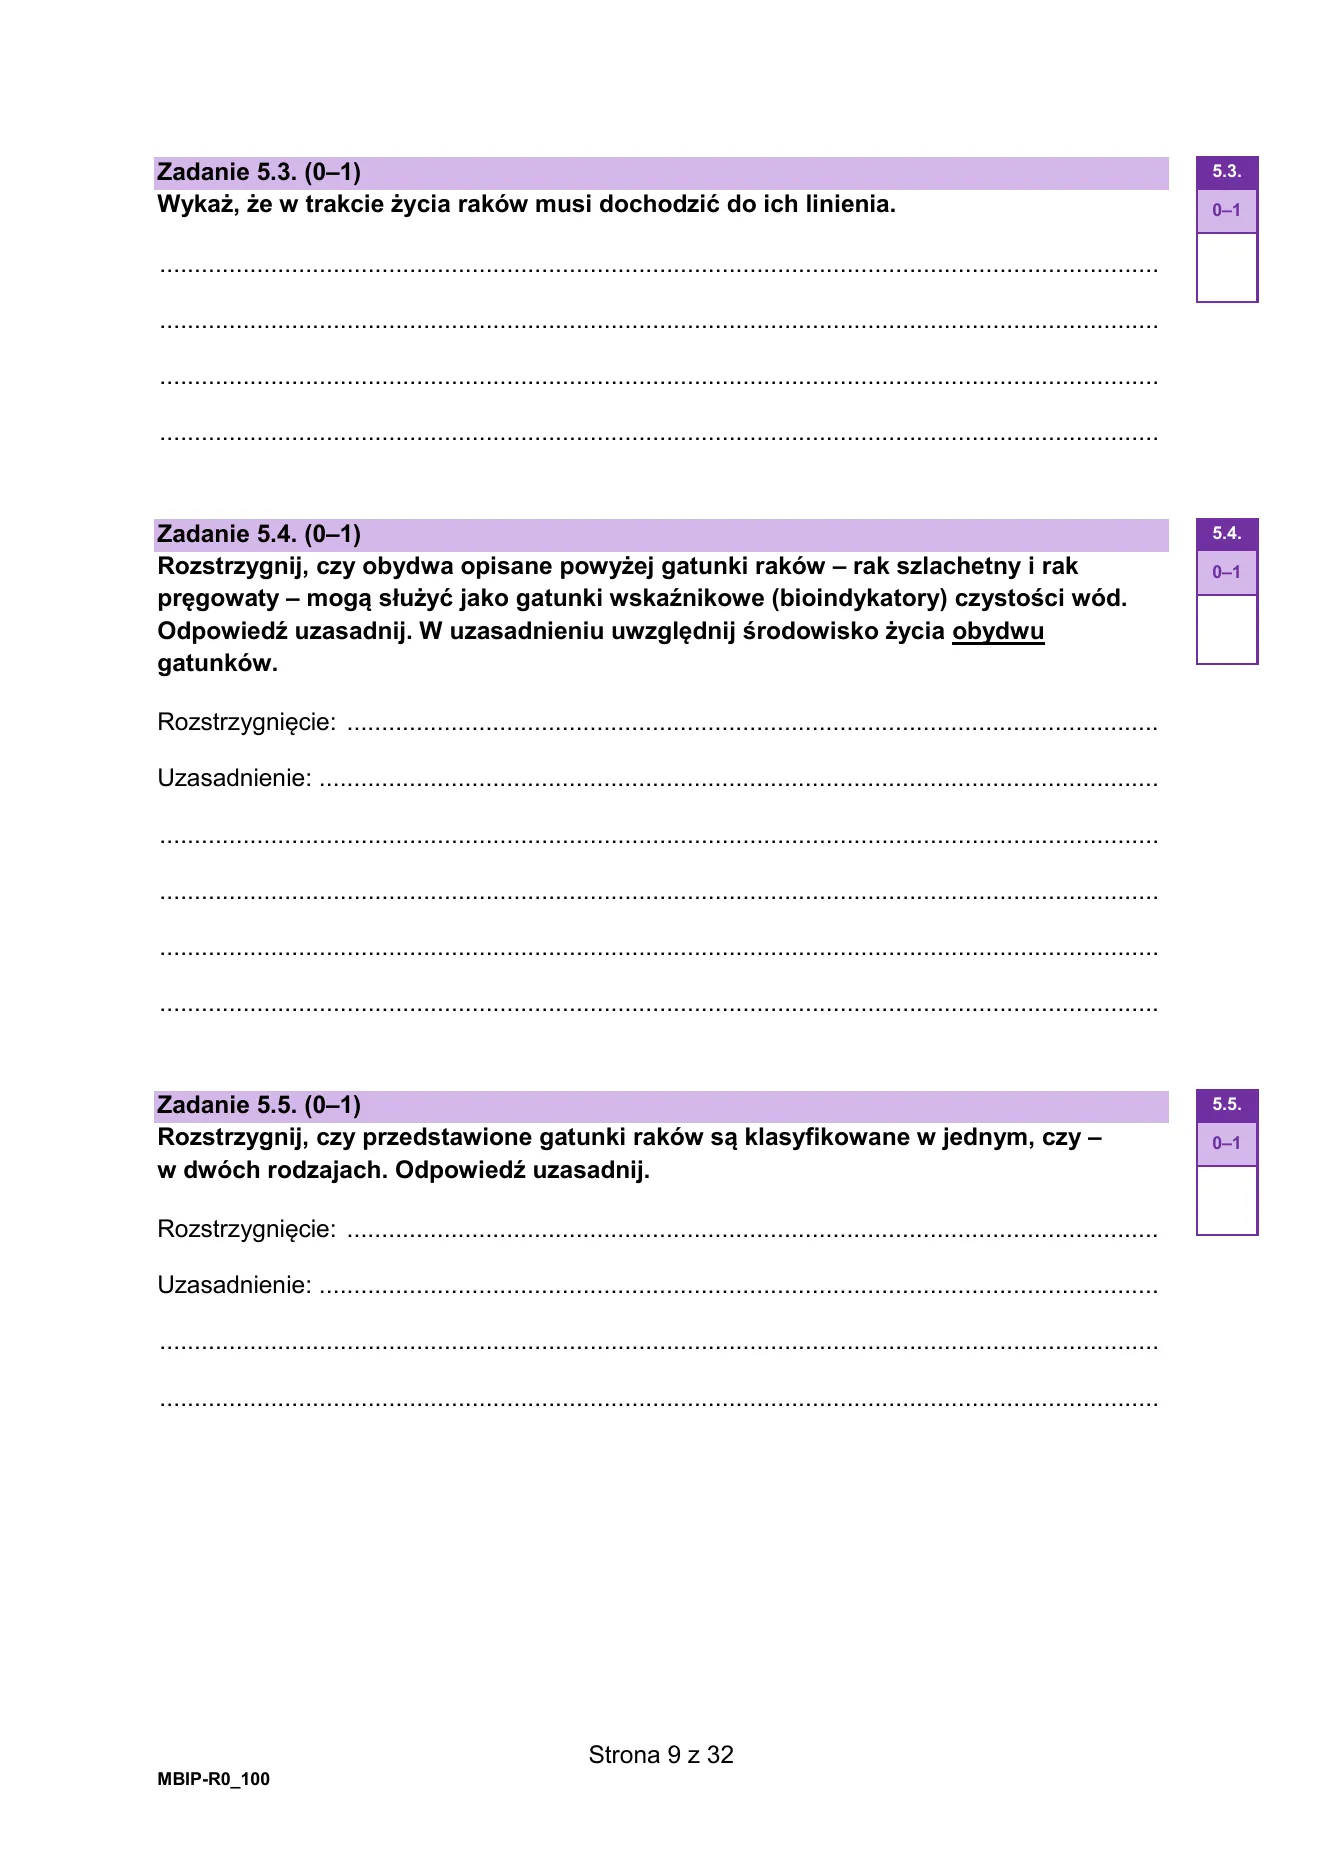 Zadanie 5.3. (0–1)
5.3.
Wykaż, że w trakcie życia raków musi dochodzić do ich linienia.
0–1
....................................................................................................................................................
....................................................................................................................................................
....................................................................................................................................................
....................................................................................................................................................
Zadanie 5.4. (0–1)
5.4.
Rozstrzygnij, czy obydwa opisane powyżej gatunki raków – rak szlachetny i rak
0–1
pręgowaty – mogą służyć jako gatunki wskaźnikowe (bioindykatory) czystości wód.
Odpowiedź uzasadnij. W uzasadnieniu uwzględnij środowisko życia obydwu
gatunków.
Rozstrzygnięcie: ........................................................................................................................
Uzasadnienie: ............................................................................................................................
....................................................................................................................................................
....................................................................................................................................................
....................................................................................................................................................
....................................................................................................................................................
Zadanie 5.5. (0–1)
5.5.
Rozstrzygnij, czy przedstawione gatunki raków są klasyfikowane w jednym, czy –
0–1
w dwóch rodzajach. Odpowiedź uzasadnij.
Rozstrzygnięcie: ........................................................................................................................
Uzasadnienie: ............................................................................................................................
....................................................................................................................................................
....................................................................................................................................................
Strona 9 z 32
MBIP-R0_100